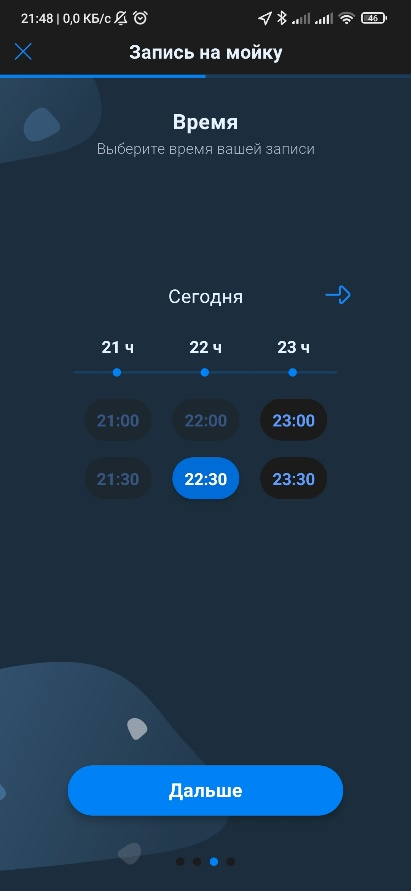 21:48 | 0,0 КБ/с 46
Запись на мойку
Время
Выберите время вашей записи
Сегодня
21 ч 22 ч 23 ч
21:00 22:00 23:00
21:30 22:30 23:30
Дальше